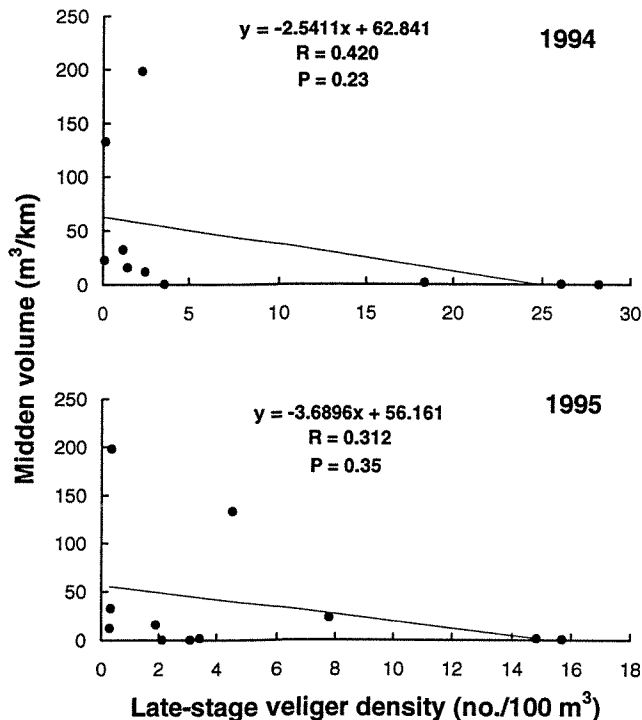 y = -2.5411x + 62.841
R = 0.420
P = 0.23
1994
250
200
150
100
50
0
0 5 10 15 20 25 30
Midden volume (m³/km)
y = -3.6896x + 56.161
R = 0.312
P = 0.35
1995
250
200
150
100
50
0
0 2 4 6 8 10 12 14 16 18
Late-stage veliger density (no./100 m³)